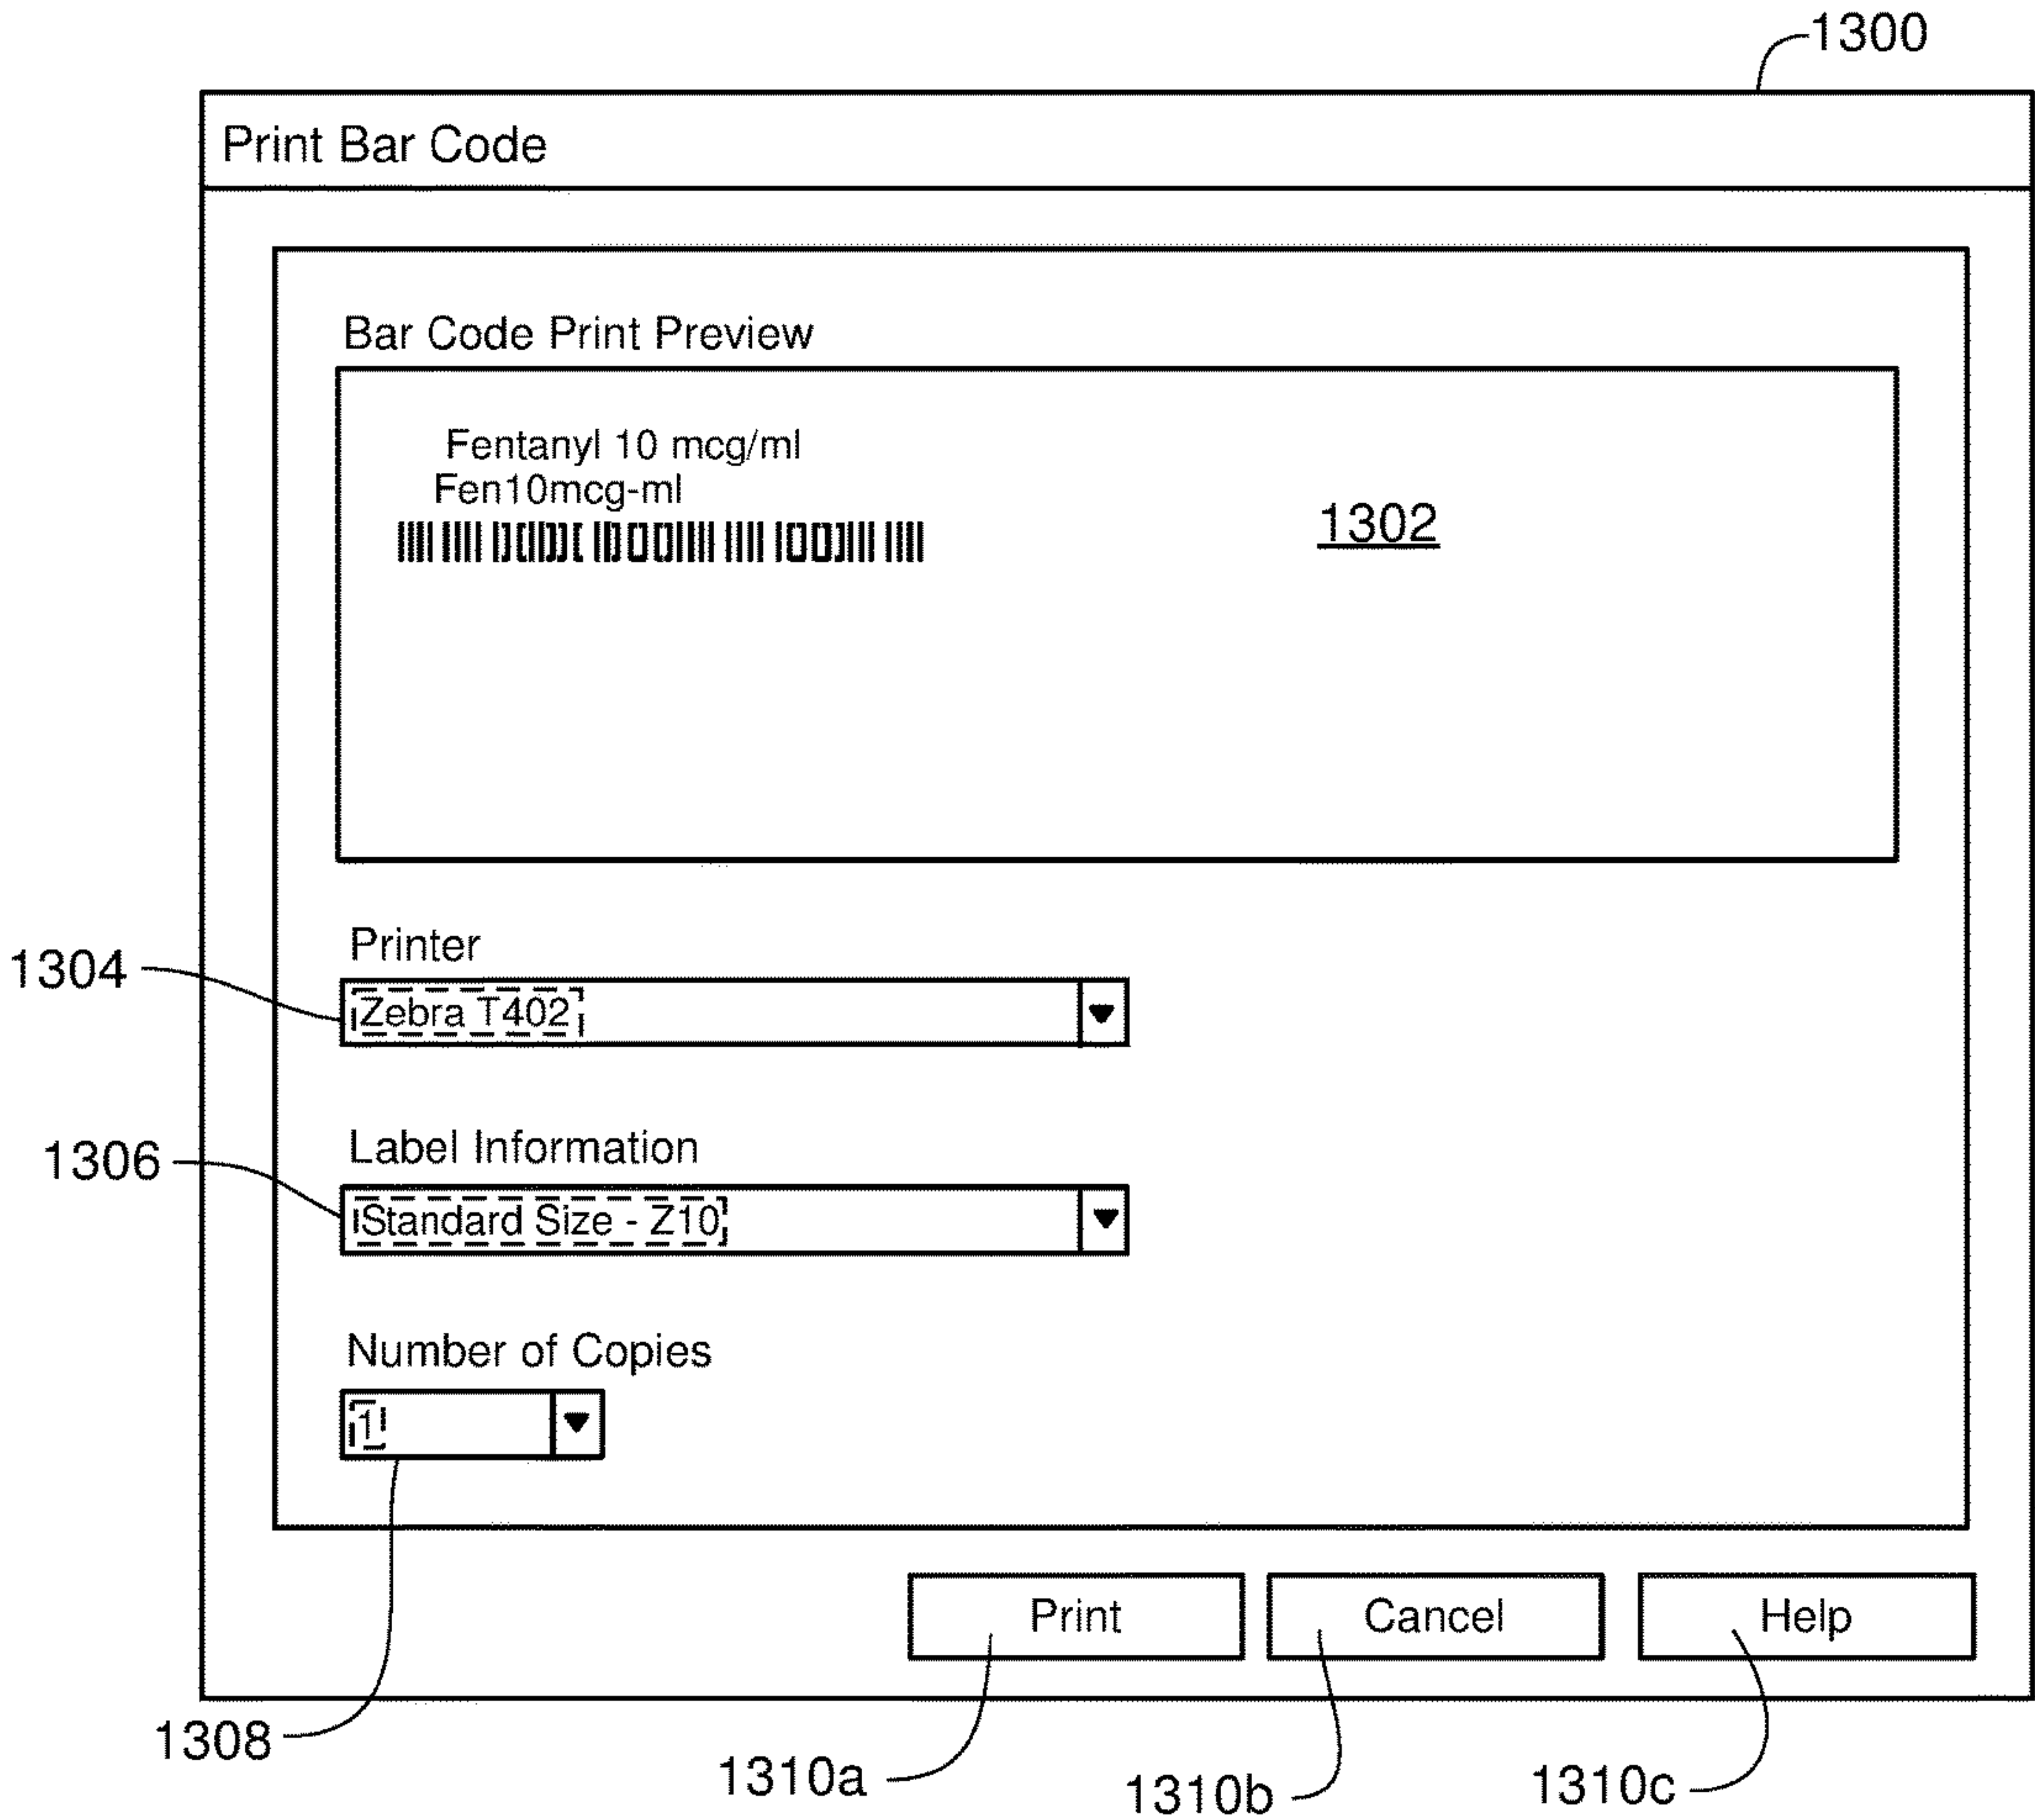 1300
Print Bar Code
Bar Code Print Preview
Fentanyl 10 mcg/ml
Fen10mcg-ml
1302
Printer
1304
Zebra T402
Label Information
1306
Standard Size - Z10
Number of Copies
1
Print Cancel Help
1308
1310a 1310b 1310c